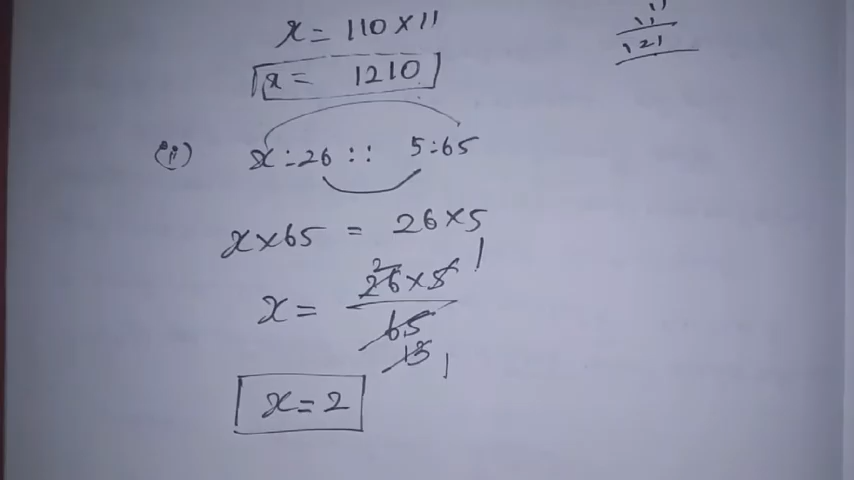 x = 110 × 11
x = 1210
11
11
121
(ii) x : 26 :: 5 : 65
x × 65 = 26 × 5
x = 2 26 × 5 1
65
13 1
x = 2